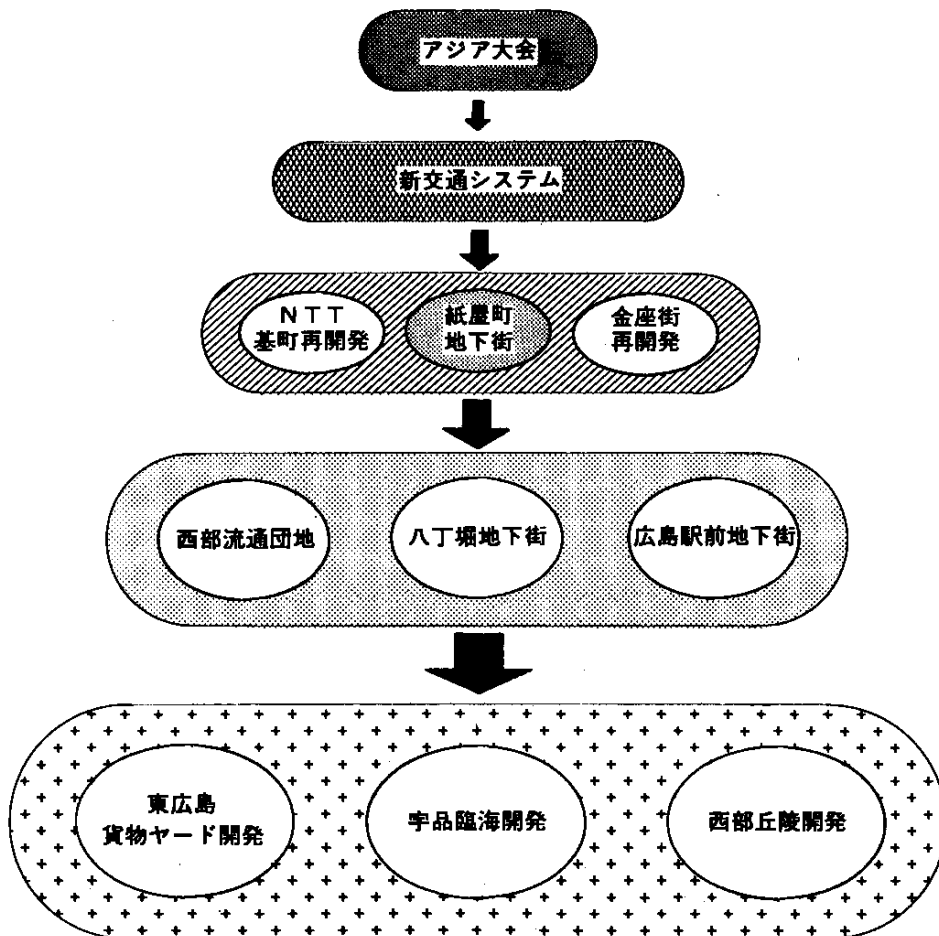 アジア大会
新交通システム
NTT
基町再開発
紙屋町
地下街
金座街
再開発
西部流通団地
八丁堀地下街
広島駅前地下街
東広島
貨物ヤード開発
宇品臨海開発
西部丘陵開発